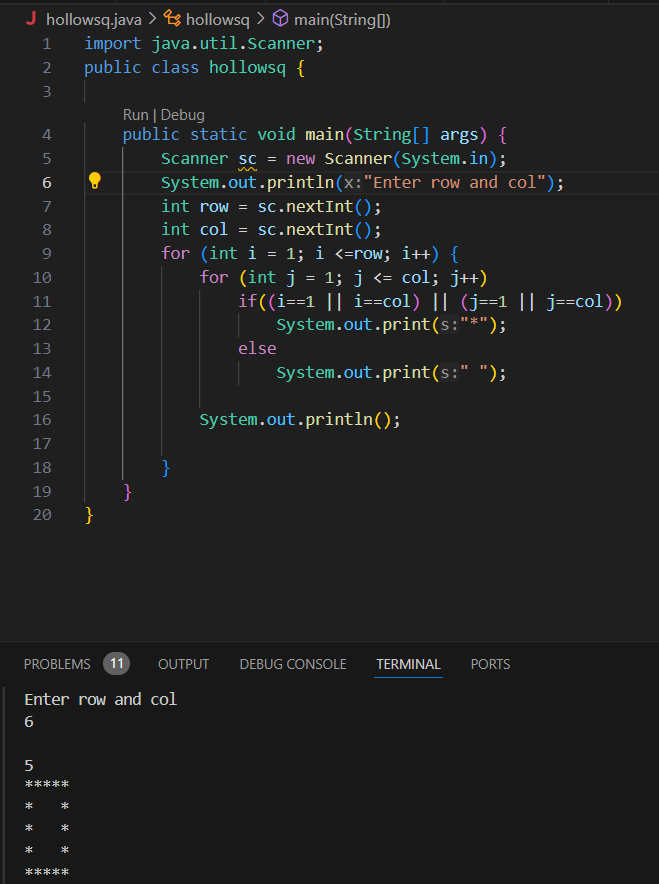 J hollowsq.java > hollowsq > main(String[])
1 import java.util.Scanner;
2 public class hollowsq {
3
Run | Debug
4     public static void main(String[] args) {
5         Scanner sc = new Scanner(System.in);
6         System.out.println(x:"Enter row and col");
7         int row = sc.nextInt();
8         int col = sc.nextInt();
9         for (int i = 1; i <=row; i++) {
10             for (int j = 1; j <= col; j++)
11                 if((i==1 || i==col) || (j==1 || j==col))
12                     System.out.print(s:"*");
13                 else
14                     System.out.print(s:" ");
15
16             System.out.println();
17
18         }
19     }
20 }
PROBLEMS 11 OUTPUT DEBUG CONSOLE TERMINAL PORTS
Enter row and col
6
5
*****
*   *
*   *
*   *
*****